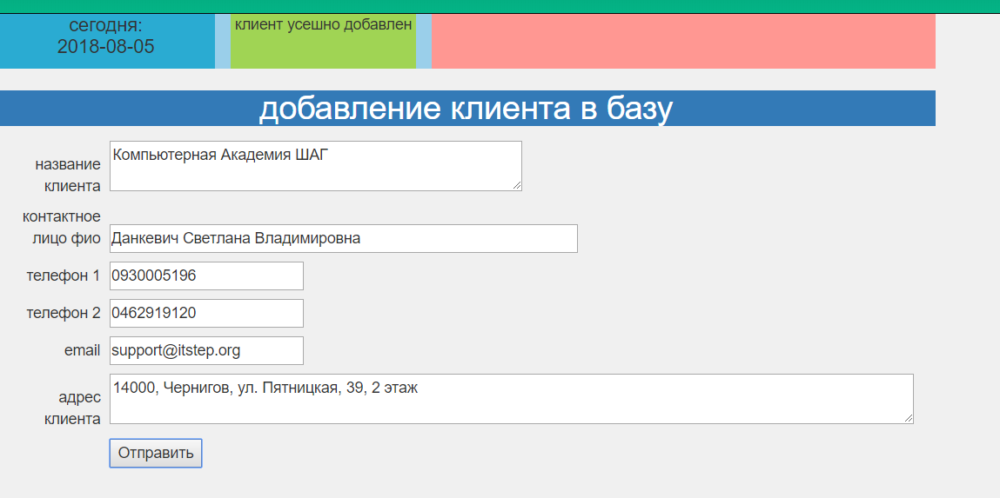 сегодня:
2018-08-05
клиент усешно добавлен
добавление клиента в базу
название
клиента
Компьютерная Академия ШАГ
контактное
лицо фио
Данкевич Светлана Владимировна
телефон 1
0930005196
телефон 2
0462919120
email
support@itstep.org
адрес
клиента
14000, Чернигов, ул. Пятницкая, 39, 2 этаж
Отправить